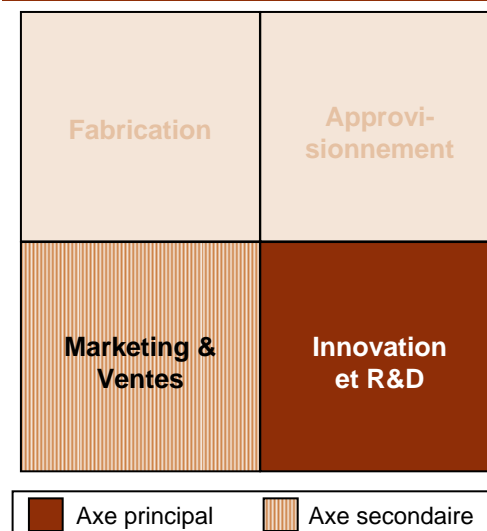 Fabrication
Approvi-
sionnement
Marketing &
Ventes
Innovation
et R&D
Axe principal
Axe secondaire